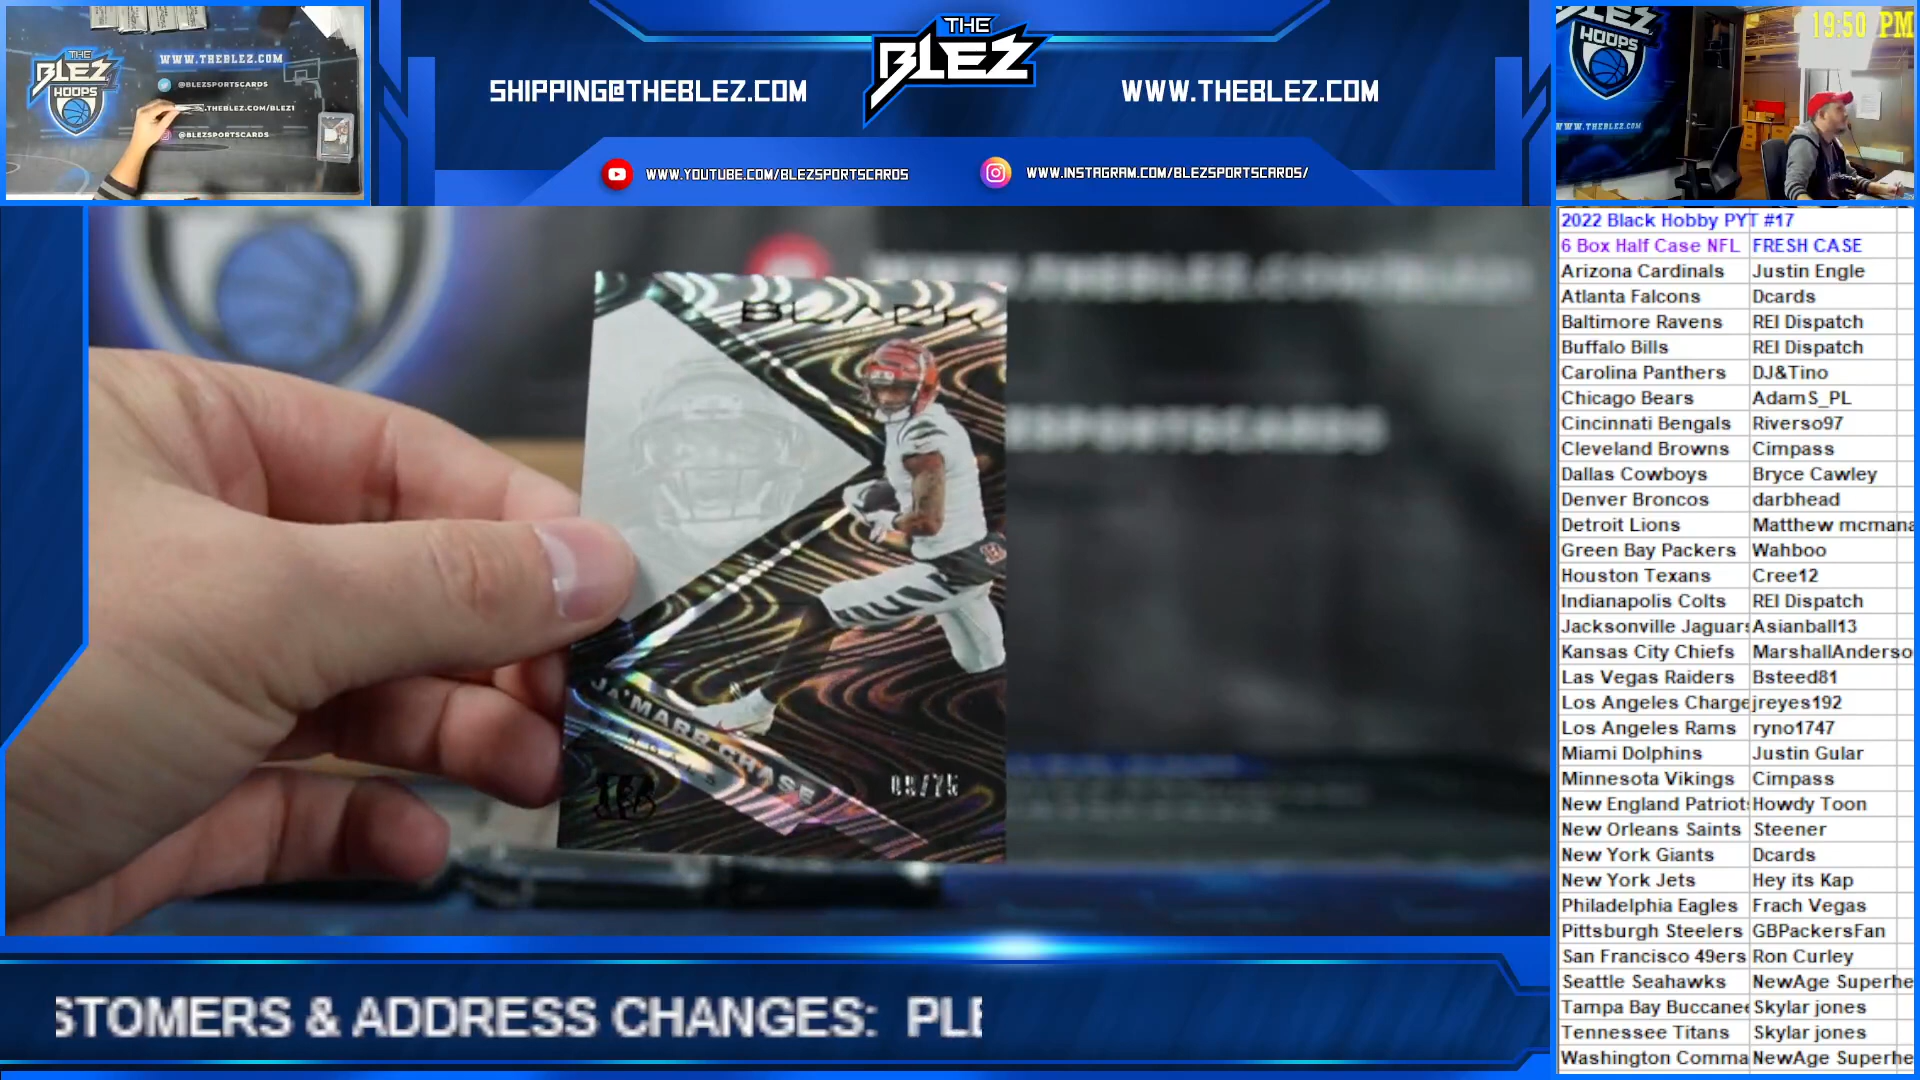 THE
BLEZ
HOOPS
WWW.THEBLEZ.COM
@BLEZSPORTSCARDS
.THEBLEZ.COM/BLEZ1
@BLEZSPORTSCARDS
SHIPPING@THEBLEZ.COM
THE
BLEZ
WWW.THEBLEZ.COM
WWW.YOUTUBE.COM/BLEZSPORTSCARDS
WWW.INSTAGRAM.COM/BLEZSPORTSCARDS/
19:50 PM
HOOPS
WWW.THEBLEZ.COM
BLACK
JA'MARR CHASE
STOMERS & ADDRESS CHANGES: PLE
2022 Black Hobby PYT #17
6 Box Half Case NFL FRESH CASE
Arizona Cardinals Justin Engle
Atlanta Falcons Dcards
Baltimore Ravens REI Dispatch
Buffalo Bills REI Dispatch
Carolina Panthers DJ&Tino
Chicago Bears AdamS_PL
Cincinnati Bengals Riverso97
Cleveland Browns Cimpass
Dallas Cowboys Bryce Cawley
Denver Broncos darbhead
Detroit Lions Matthew mcmana
Green Bay Packers Wahboo
Houston Texans Cree12
Indianapolis Colts REI Dispatch
Jacksonville Jaguars Asianball13
Kansas City Chiefs MarshallAnderso
Las Vegas Raiders Bsteed81
Los Angeles Charge jreyes192
Los Angeles Rams ryno1747
Miami Dolphins Justin Gular
Minnesota Vikings Cimpass
New England Patriots Howdy Toon
New Orleans Saints Steener
New York Giants Dcards
New York Jets Hey its Kap
Philadelphia Eagles Frach Vegas
Pittsburgh Steelers GBPackersFan
San Francisco 49ers Ron Curley
Seattle Seahawks NewAge Superhe
Tampa Bay Buccanee Skylar jones
Tennessee Titans Skylar jones
Washington Comma NewAge Superhe